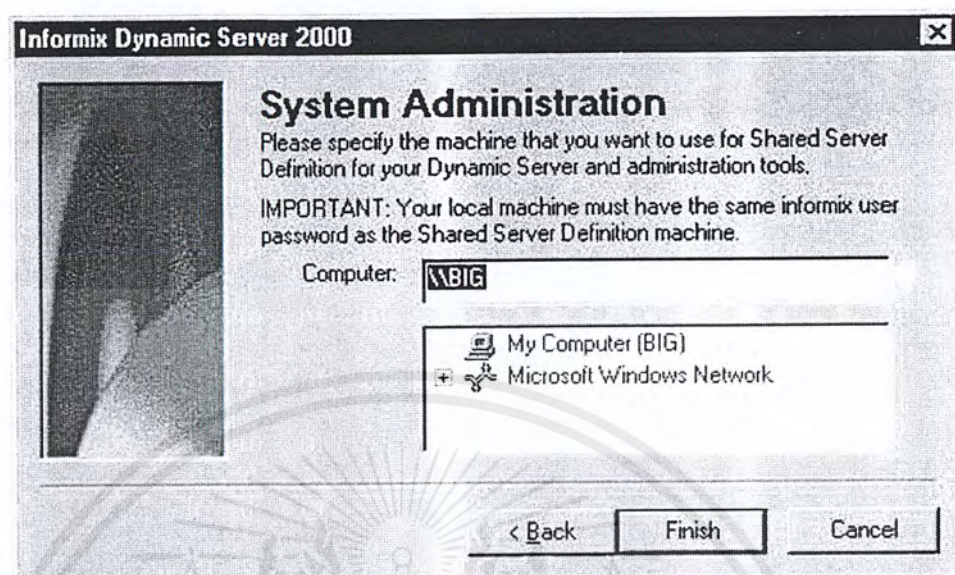 Informix Dynamic Server 2000
System Administration
Please specify the machine that you want to use for Shared Server
Definition for your Dynamic Server and administration tools.
IMPORTANT: Your local machine must have the same informix user
password as the Shared Server Definition machine.
Computer:
\\BIG
My Computer (BIG)
Microsoft Windows Network
< Back
Finish
Cancel